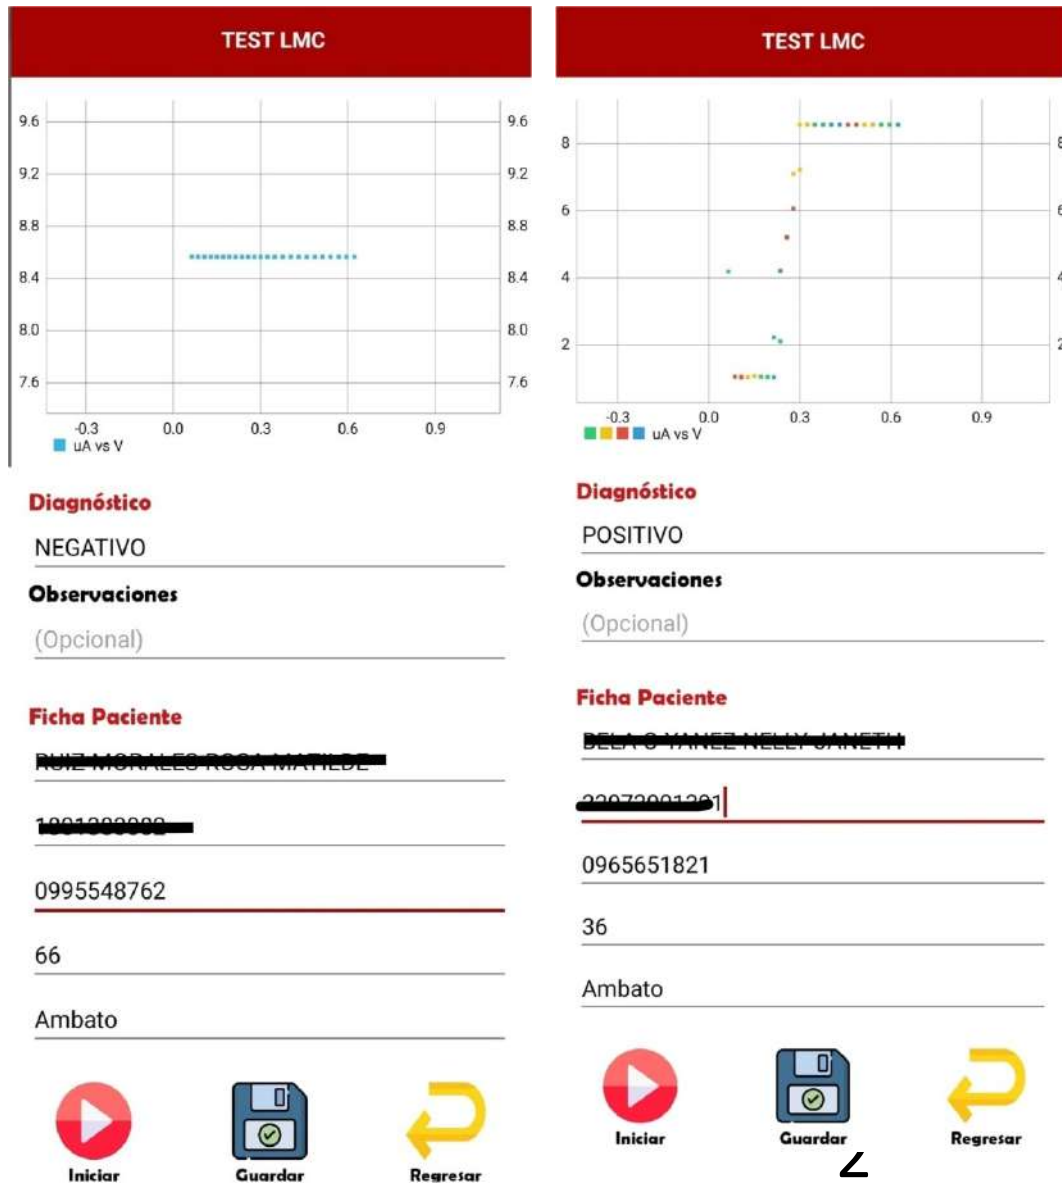 TEST LMC
9.6 9.6
9.2 9.2
8.8 8.8
8.4 8.4
8.0 8.0
7.6 7.6
-0.3 0.0 0.3 0.6 0.9
uA vs V
Diagnóstico
NEGATIVO
Observaciones
(Opcional)
Ficha Paciente
0995548762
66
Ambato
Iniciar Guardar Regresar
TEST LMC
8 8
6 6
4 4
2 2
-0.3 0.0 0.3 0.6 0.9
uA vs V
Diagnóstico
POSITIVO
Observaciones
(Opcional)
Ficha Paciente
1
0965651821
36
Ambato
Iniciar Guardar Regresar